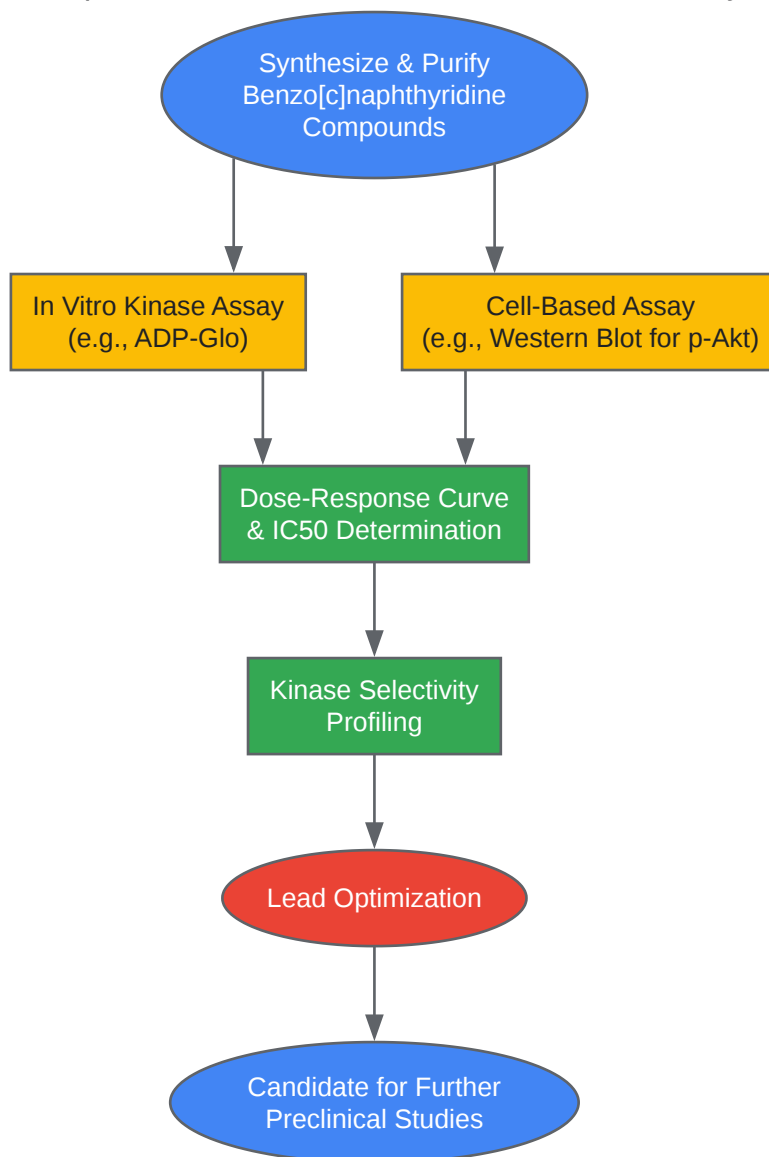 Synthesize & Purify
Benzo[c]naphthyridine
Compounds
In Vitro Kinase Assay
(e.g., ADP-Glo)
Cell-Based Assay
(e.g., Western Blot for p-Akt)
Dose-Response Curve
& IC50 Determination
Kinase Selectivity
Profiling
Lead Optimization
Candidate for Further
Preclinical Studies